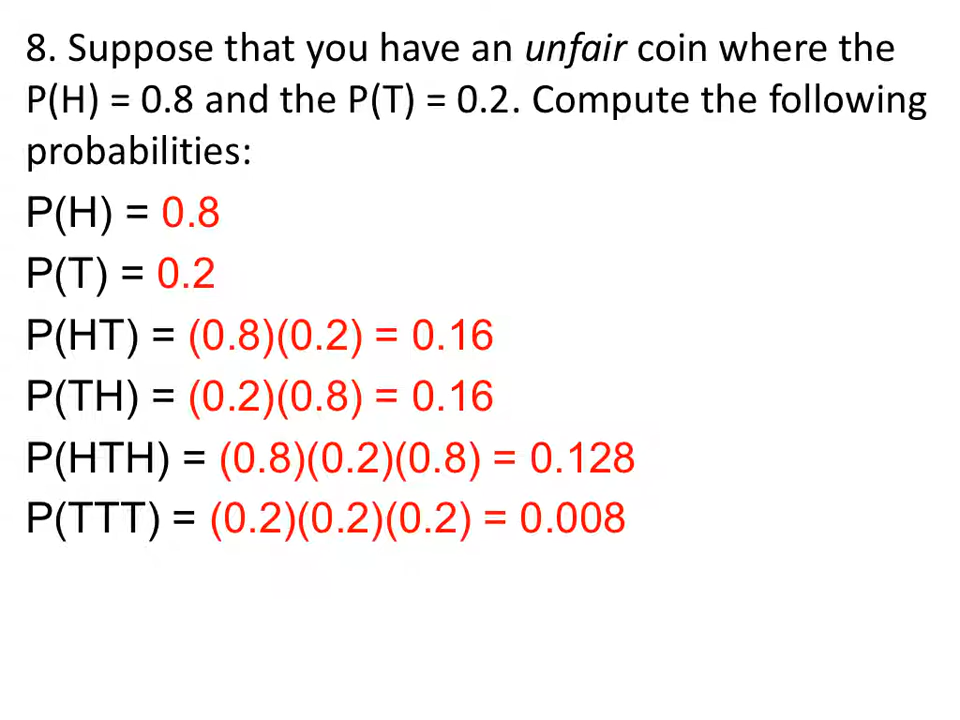 8. Suppose that you have an unfair coin where the
P(H) = 0.8 and the P(T) = 0.2. Compute the following
probabilities:
P(H) = 0.8
P(T) = 0.2
P(HT) = (0.8)(0.2) = 0.16
P(TH) = (0.2)(0.8) = 0.16
P(HTH) = (0.8)(0.2)(0.8) = 0.128
P(TTT) = (0.2)(0.2)(0.2) = 0.008